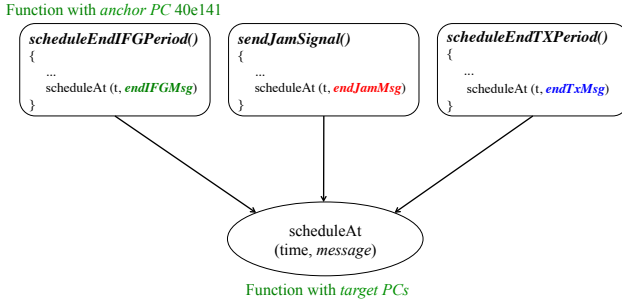 Function with anchor PC 40e141
scheduleEndIFGPeriod()
{
...
scheduleAt (t, endIFGMsg)
}
sendJamSignal()
{
...
scheduleAt (t, endJamMsg)
}
scheduleEndTXPeriod()
{
...
scheduleAt (t, endTxMsg)
}
scheduleAt
(time, message)
Function with target PCs